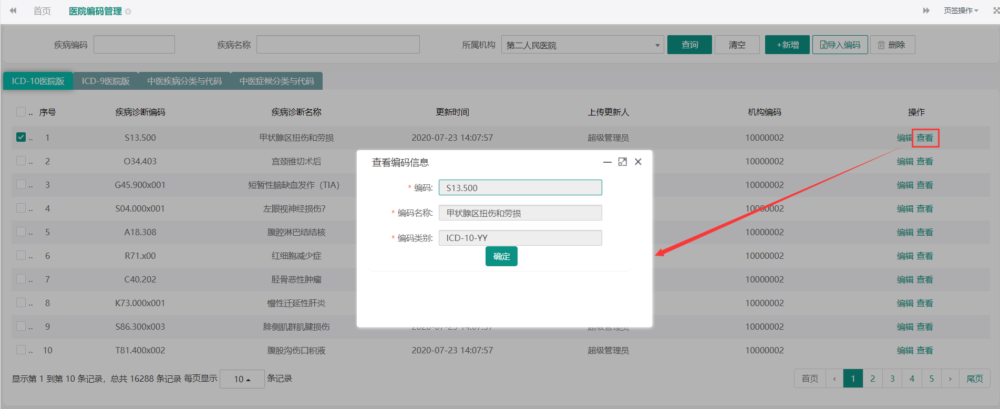 首页 医院编码管理 页签操作
疾病编码 疾病名称 所属机构 第二人民医院 查询 清空 +新增 导入编码 删除
ICD-10医院版 ICD-9医院版 中医疾病分类与代码 中医症候分类与代码
.. 序号 疾病诊断编码 疾病诊断名称 更新时间 上传更新人 机构编码 操作
.. 1 S13.500 甲状腺区扭伤和劳损 2020-07-23 14:07:57 超级管理员 10000002 编辑 查看
.. 2 O34.403 宫颈锥切术后 10000002 编辑 查看
.. 3 G45.900x001 短暂性脑缺血发作（TIA） 10000002 编辑 查看
.. 4 S04.000x001 左眼视神经损伤? 10000002 编辑 查看
.. 5 A18.308 腹腔淋巴结结核 10000002 编辑 查看
.. 6 R71.x00 红细胞减少症 10000002 编辑 查看
.. 7 C40.202 胫骨恶性肿瘤 10000002 编辑 查看
.. 8 K73.000x001 慢性迁延性肝炎 10000002 编辑 查看
.. 9 S86.300x003 腓侧肌群肌腱损伤 2020-07-23 14:07:57 超级管理员 10000002 编辑 查看
.. 10 T81.400x002 腹股沟伤口积液 2020-07-23 14:07:57 超级管理员 10000002 编辑 查看
查看编码信息
* 编码: S13.500
* 编码名称: 甲状腺区扭伤和劳损
* 编码类别: ICD-10-YY
确定
显示第 1 到第 10 条记录，总共 16288 条记录 每页显示 10 条记录
首页 ‹ 1 2 3 4 5 › 尾页